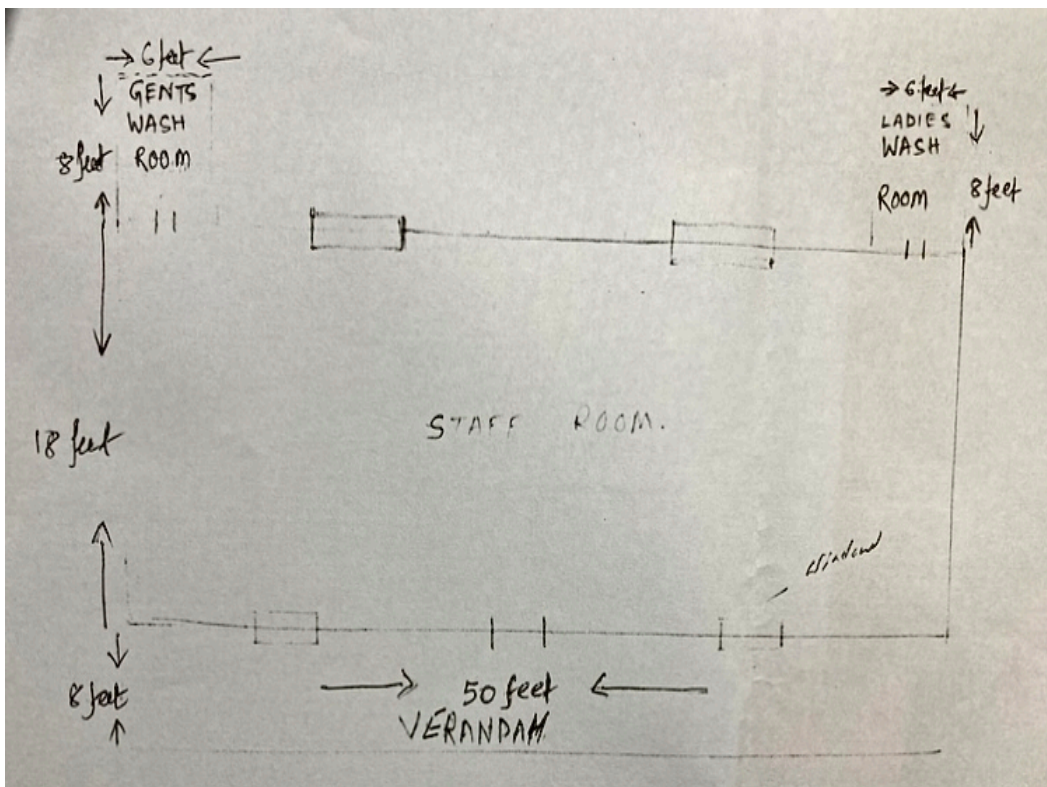 6 feet
GENTS
WASH
8 feet ROOM
6 feet
LADIES
WASH
ROOM 8 feet
STAFF ROOM.
18 feet
Window
8 feet
50 feet
VERANDAH